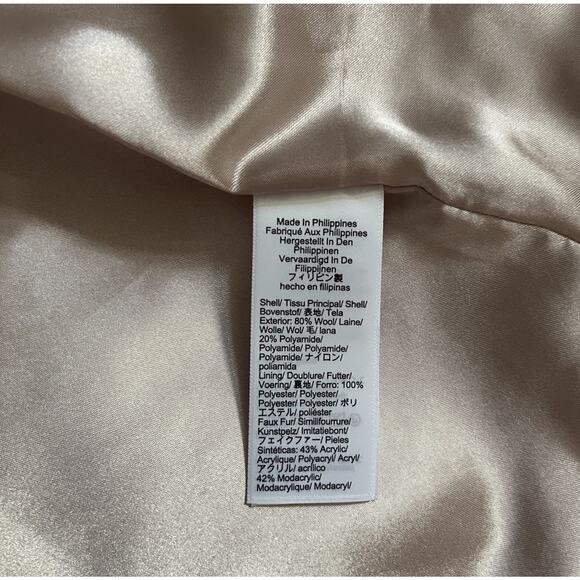 Made In Philippines
Fabriqué Aux Philippines
Hergestellt In Den
Philippinen
Vervaardigd In De
Filippijnen
フィリピン製
hecho en filipinas
Shell/ Tissu Principal/ Shell/
Bovenstof/ 表地/ Tela
Exterior: 80% Wool/ Laine/
Wolle/ Wol/ 毛/ lana
20% Polyamide/
Polyamide/ Polyamide/
Polyamide/ ナイロン/
poliamida
Lining/ Doublure/ Futter/
Voering/ 裏地/ Forro: 100%
Polyester/ Polyester/
Polyester/ Polyester/ ポリ
エステル/ poliéster
Faux Fur/ Similifourrure/
Kunstpelz/ Imitatiebont/
フェイクファー/ Pieles
Sintéticas: 43% Acrylic/
Acrylique/ Polyacryl/ Acryl/
アクリル/ acrílico
42% Modacrylic/
Modacrylique/ Modacryl/